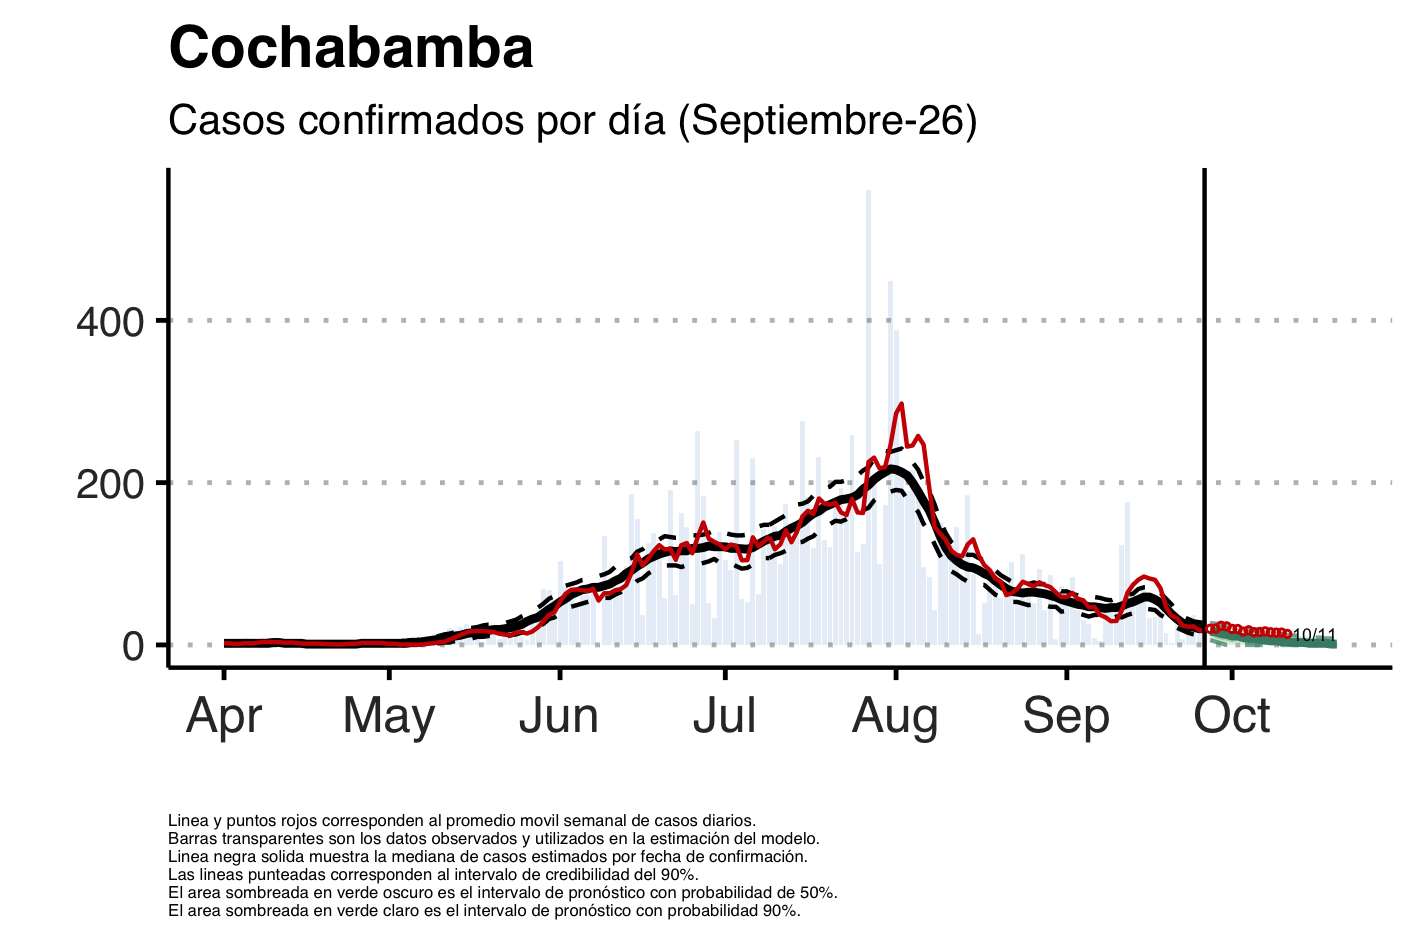 Cochabamba
Casos confirmados por día (Septiembre-26)
400
200
0
10/11
Apr May Jun Jul Aug Sep Oct
Linea y puntos rojos corresponden al promedio movil semanal de casos diarios.
Barras transparentes son los datos observados y utilizados en la estimación del modelo.
Linea negra solida muestra la mediana de casos estimados por fecha de confirmación.
Las lineas punteadas corresponden al intervalo de credibilidad del 90%.
El area sombreada en verde oscuro es el intervalo de pronóstico con probabilidad de 50%.
El area sombreada en verde claro es el intervalo de pronóstico con probabilidad 90%.